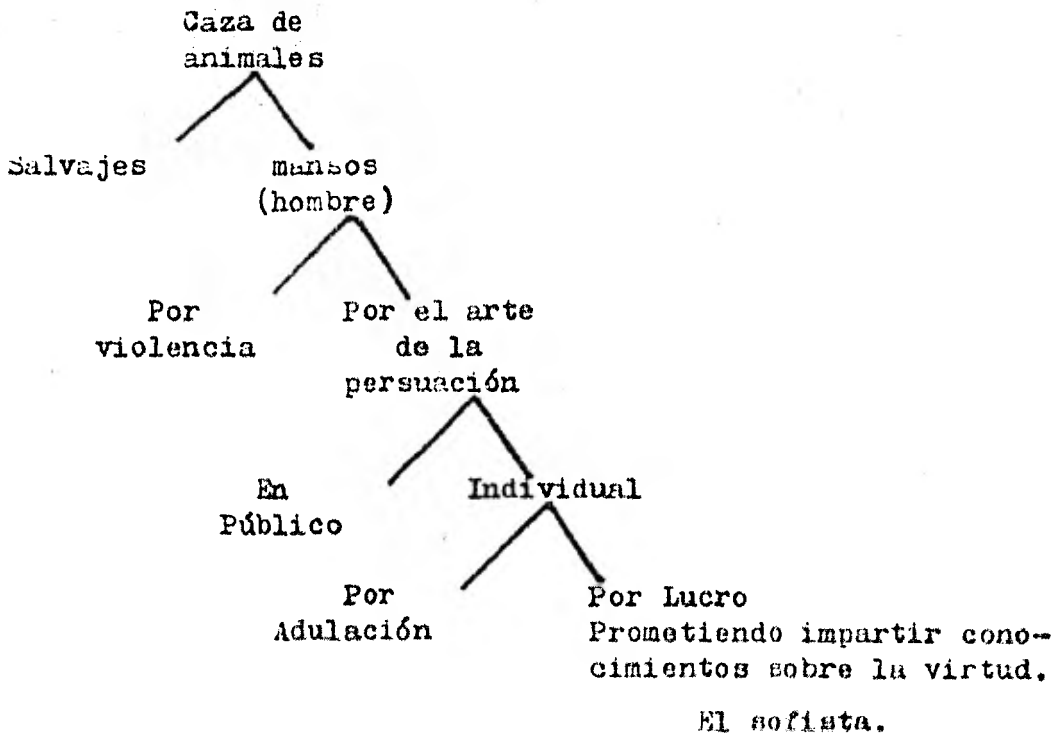 Caza de
animales
Salvajes
mansos
(hombre)
Por
violencia
Por el arte
de la
persuación
En
Público
Individual
Por
Adulación
Por Lucro
Prometiendo impartir cono-
cimientos sobre la virtud.
El sofista.